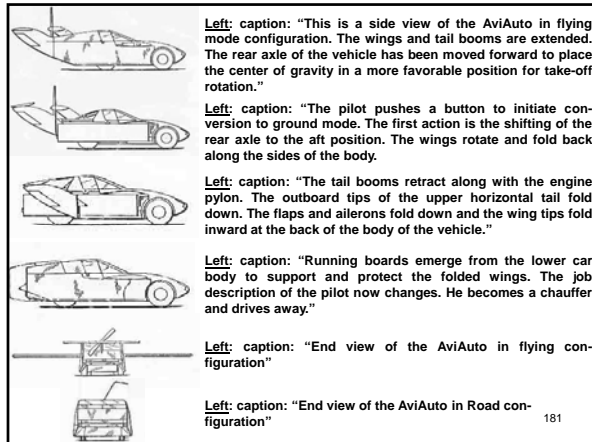 Left: caption: “This is a side view of the AviAuto in flying
mode configuration. The wings and tail booms are extended.
The rear axle of the vehicle has been moved forward to place
the center of gravity in a more favorable position for take-off
rotation.”
Left: caption: “The pilot pushes a button to initiate con-
version to ground mode. The first action is the shifting of the
rear axle to the aft position. The wings rotate and fold back
along the sides of the body.
Left: caption: “The tail booms retract along with the engine
pylon. The outboard tips of the upper horizontal tail fold
down. The flaps and ailerons fold down and the wing tips fold
inward at the back of the body of the vehicle.”
Left: caption: “Running boards emerge from the lower car
body to support and protect the folded wings. The job
description of the pilot now changes. He becomes a chauffer
and drives away.”
Left: caption: “End view of the AviAuto in flying con-
figuration”
Left: caption: “End view of the AviAuto in Road con-
figuration”
181